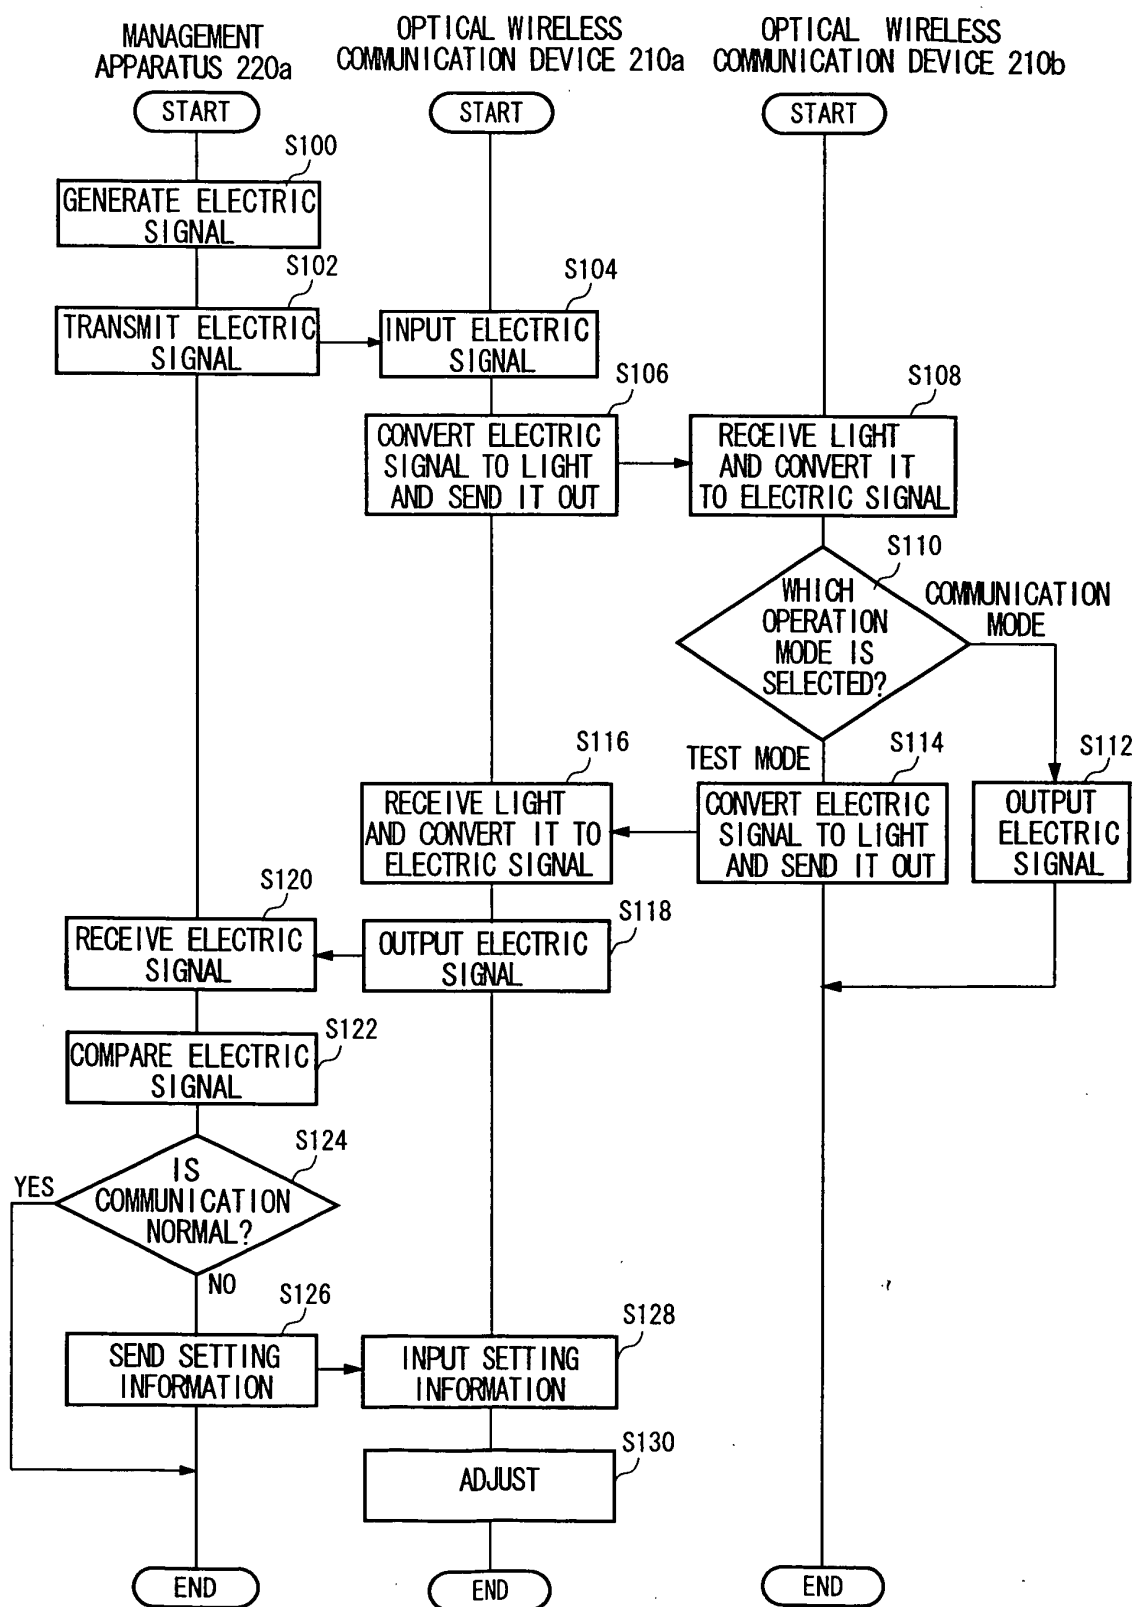 MANAGEMENT
APPARATUS 220a
OPTICAL WIRELESS
COMMUNICATION DEVICE 210a
OPTICAL WIRELESS
COMMUNICATION DEVICE 210b
START
START
START
S100
GENERATE ELECTRIC
SIGNAL
S102
TRANSMIT ELECTRIC
SIGNAL
S104
INPUT ELECTRIC
SIGNAL
S106
CONVERT ELECTRIC
SIGNAL TO LIGHT
AND SEND IT OUT
S108
RECEIVE LIGHT
AND CONVERT IT
TO ELECTRIC SIGNAL
S110
WHICH
OPERATION
MODE IS
SELECTED?
COMMUNICATION
MODE
TEST MODE
S112
OUTPUT
ELECTRIC
SIGNAL
S114
CONVERT ELECTRIC
SIGNAL TO LIGHT
AND SEND IT OUT
S116
RECEIVE LIGHT
AND CONVERT IT TO
ELECTRIC SIGNAL
S118
OUTPUT ELECTRIC
SIGNAL
S120
RECEIVE ELECTRIC
SIGNAL
S122
COMPARE ELECTRIC
SIGNAL
S124
IS
COMMUNICATION
NORMAL?
YES
NO
S126
SEND SETTING
INFORMATION
S128
INPUT SETTING
INFORMATION
S130
ADJUST
END
END
END